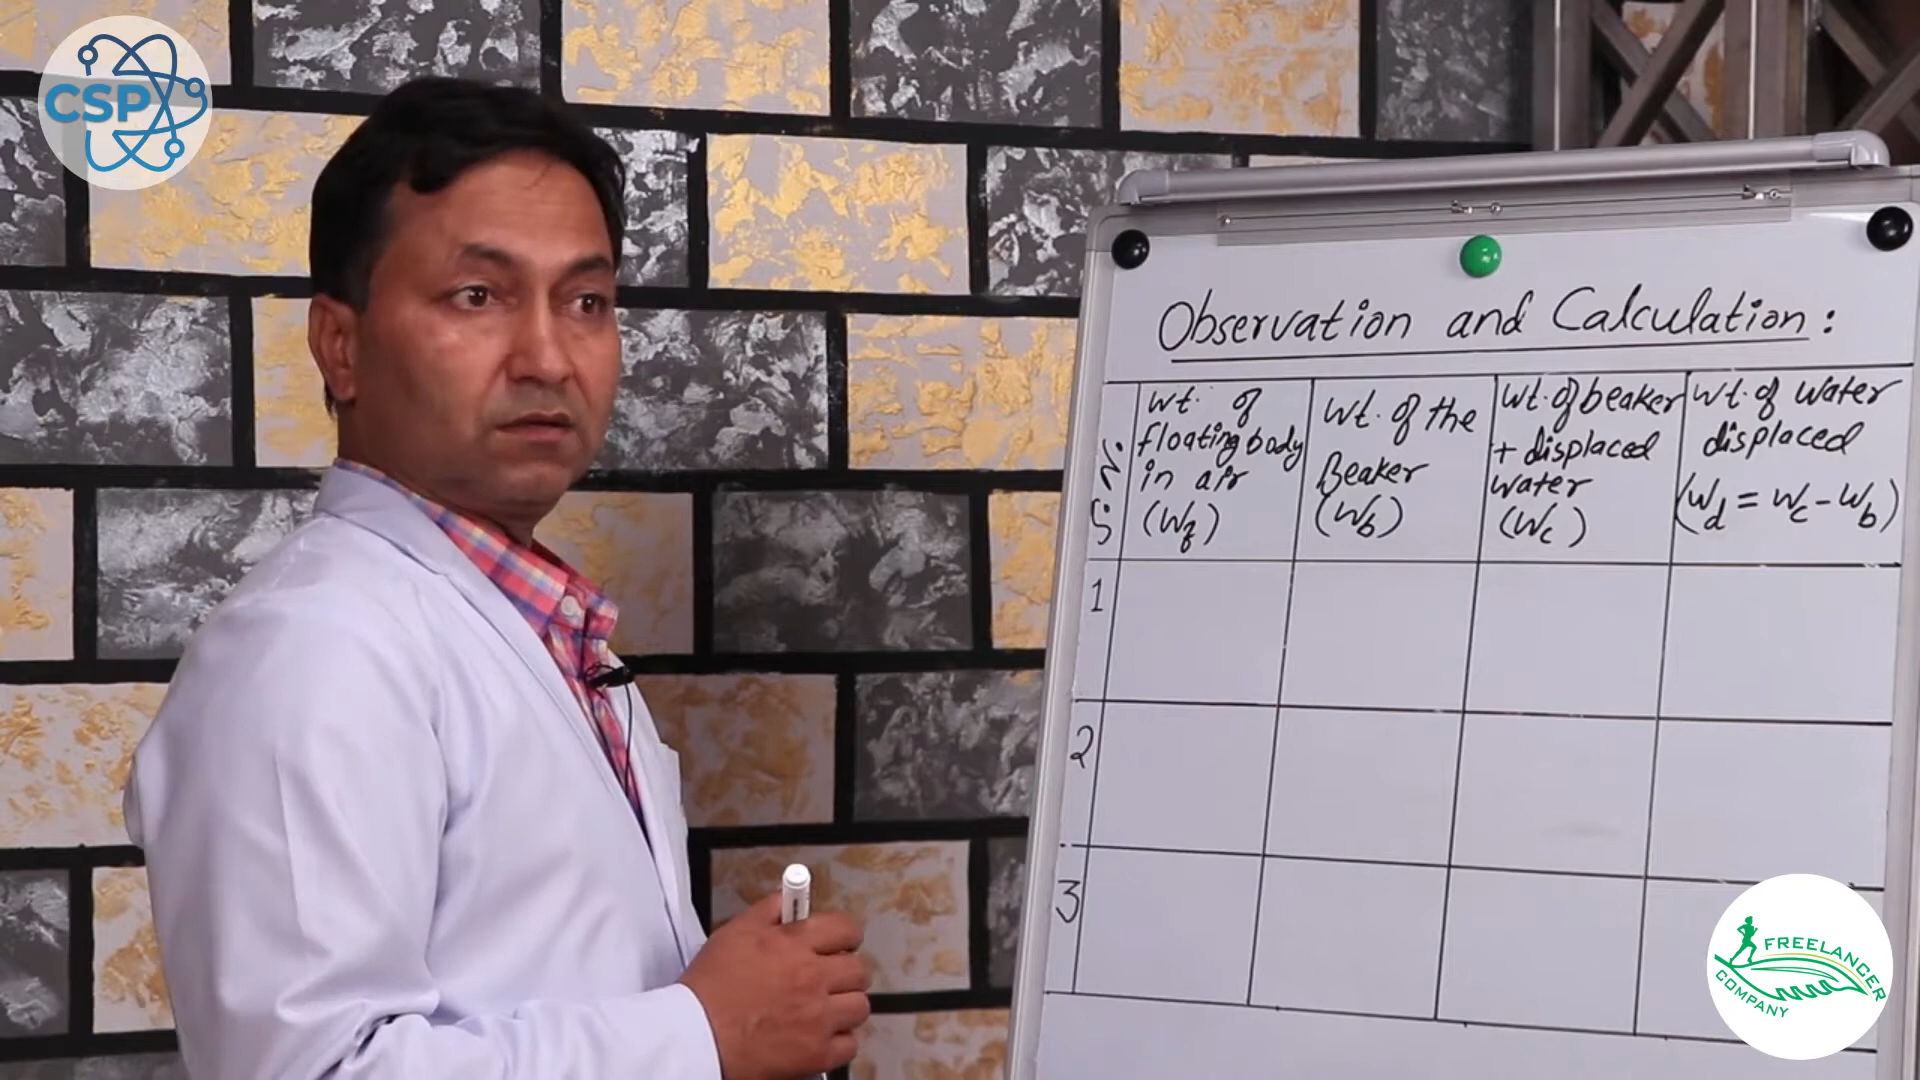 CSP
Observation and Calculation :
S.N.
wt. of
floating body
in air
(Wf)
Wt. of the
Beaker
(Wb)
Wt. of beaker
+ displaced
water
(Wc)
Wt. of water
displaced
(Wd = Wc - Wb)
1
2
3
FREELANCER
COMPANY